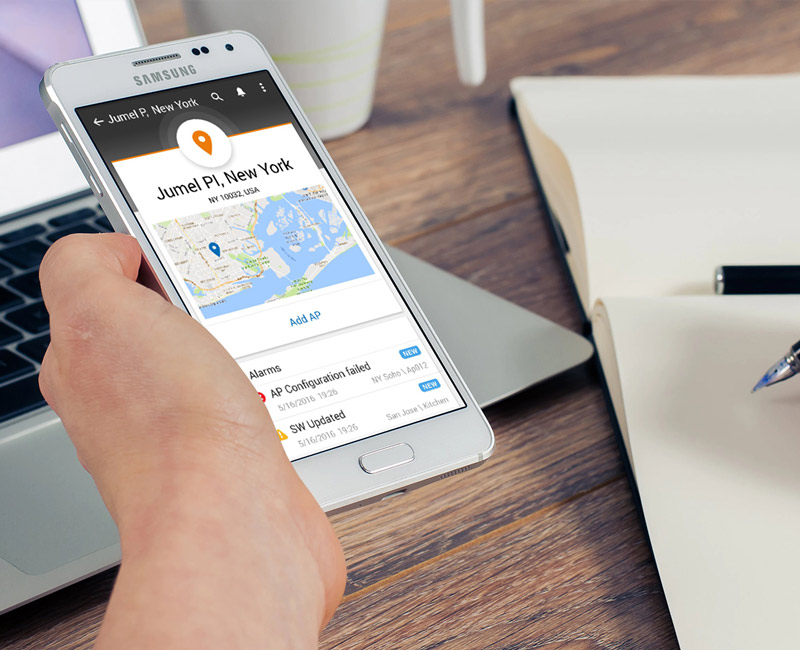 SAMSUNG
Jumel P, New York
Jumel Pl, New York
NY 10032, USA
Add AP
Alarms
AP Configuration failed
NEW
5/16/2016 19:26
NY Soho \ Ap012
SW Updated
NEW
5/16/2016 19:26
San Jose \ Kitchen